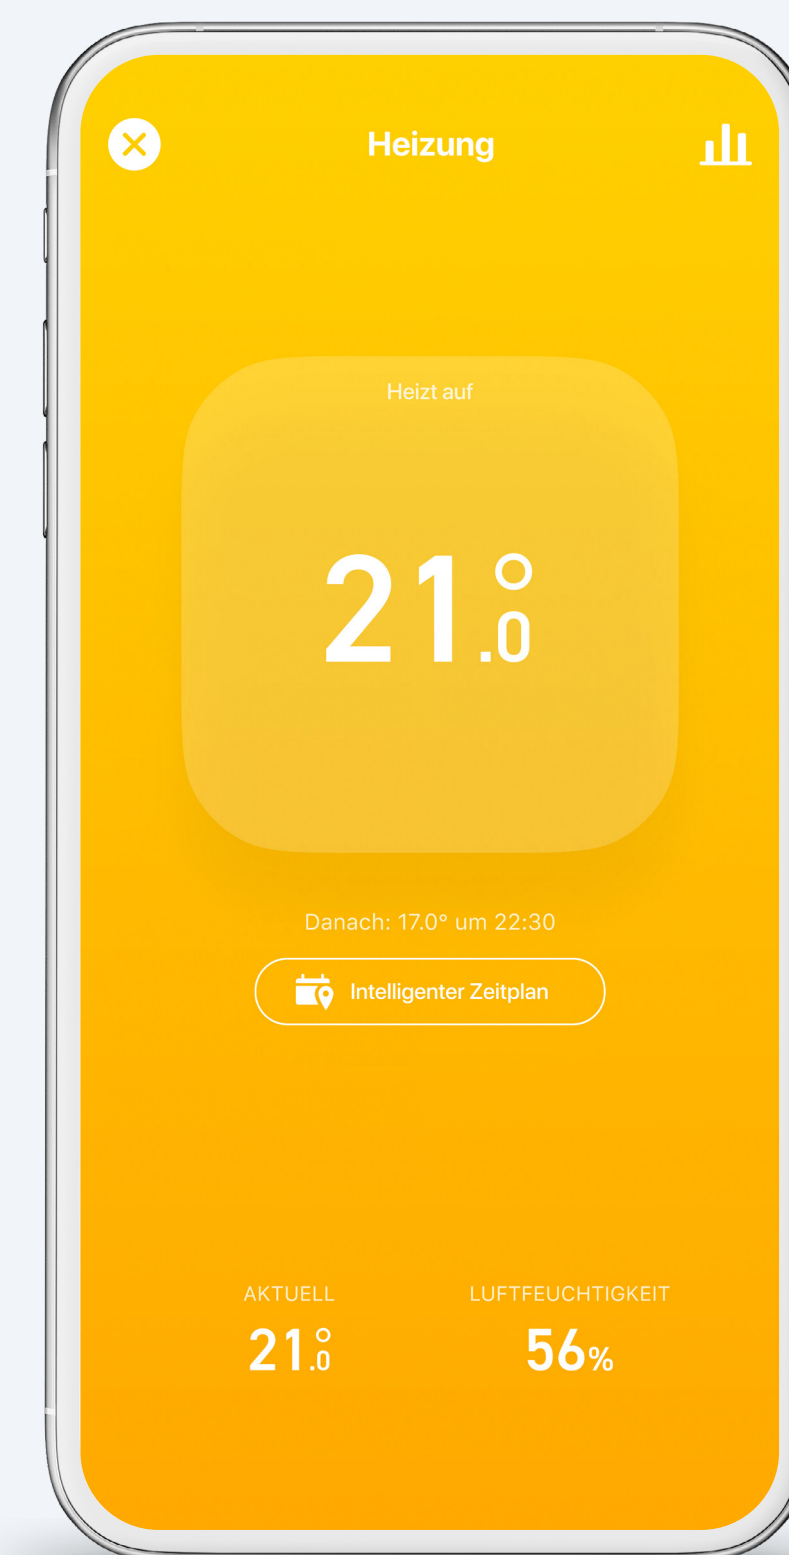 Heizung
Heizt auf
21.0°
Danach: 17.0° um 22:30
Intelligenter Zeitplan
AKTUELL LUFTFEUCHTIGKEIT
21.0° 56%